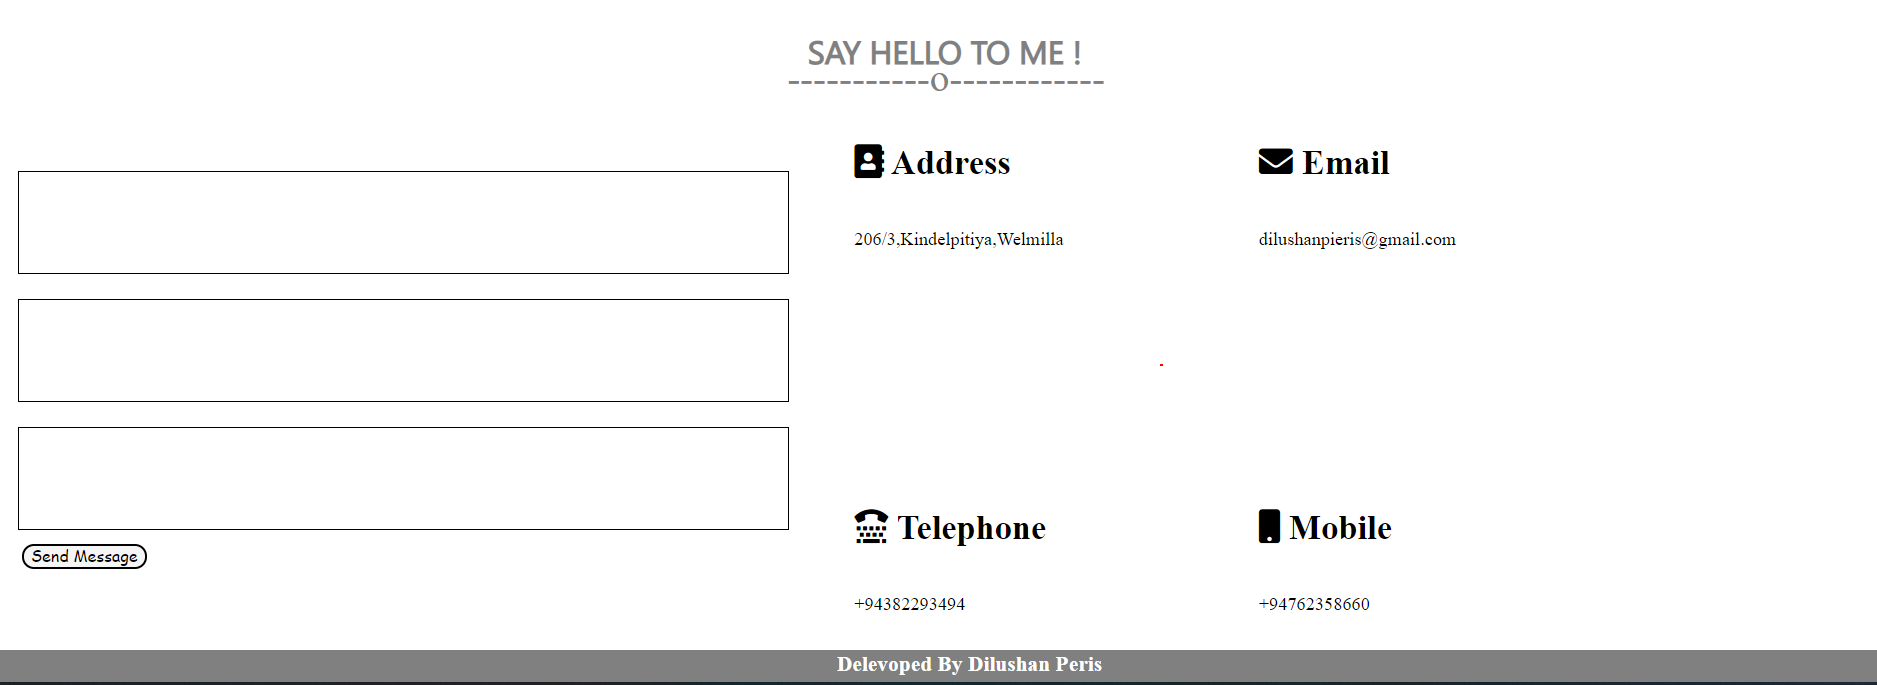 SAY HELLO TO ME !
-----------o------------
Address
Email
206/3,Kindelpitiya,Welmilla
dilushanpieris@gmail.com
Telephone
Mobile
Send Message
+94382293494
+94762358660
Delevoped By Dilushan Peris